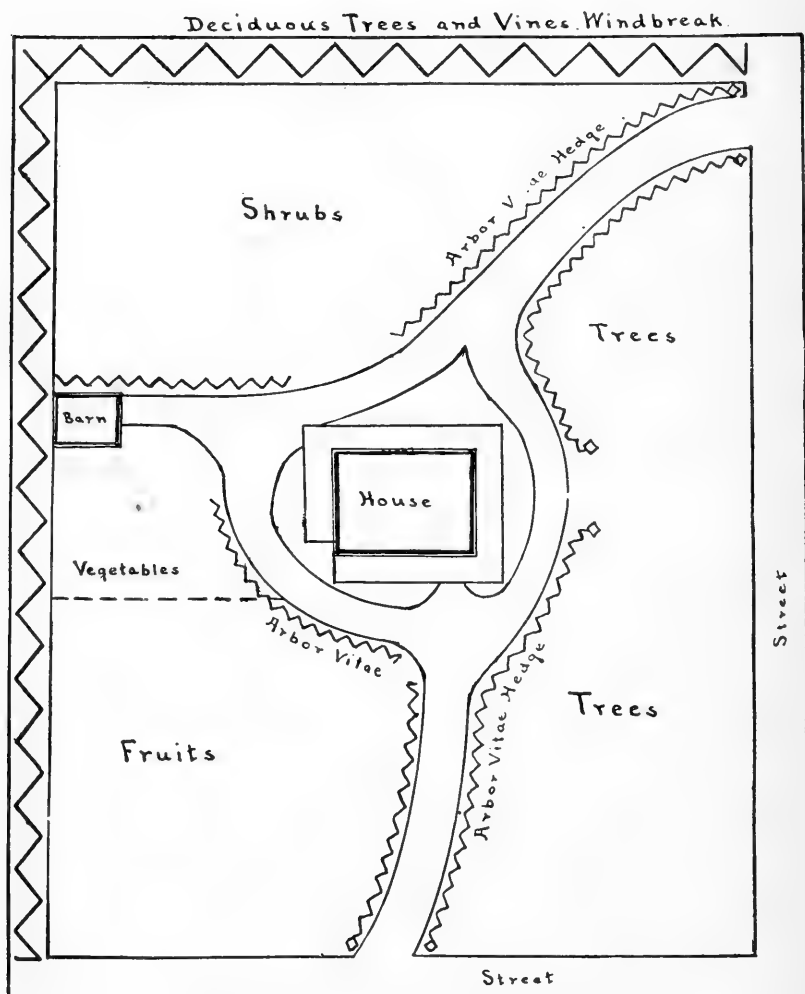 Deciduous Trees and Vines. Windbreak.
Arbor Hedge
Shrubs
Trees
Barn
House
Vegetables
Street
Arbor Vitae
Arbor Vitae Hedge
Trees
Fruits
Street